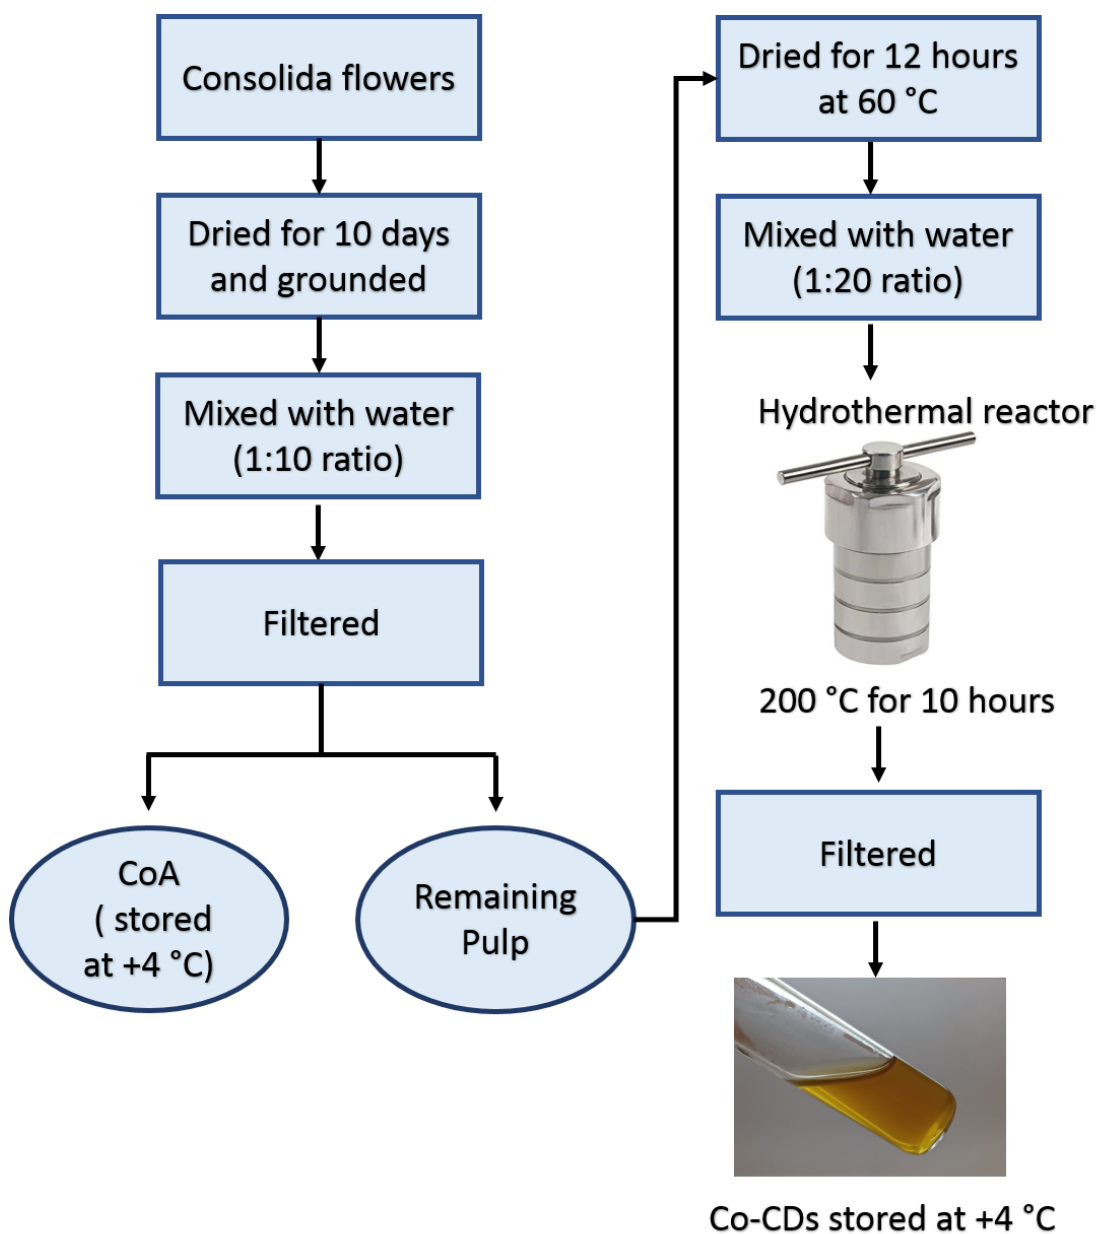 Consolida flowers
Dried for 10 days
and grounded
Mixed with water
(1:10 ratio)
Filtered
CoA
( stored
at +4 °C)
Remaining
Pulp
Dried for 12 hours
at 60 °C
Mixed with water
(1:20 ratio)
Hydrothermal reactor
200 °C for 10 hours
Filtered
Co-CDs stored at +4 °C